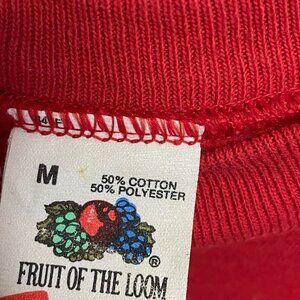 M
50% COTTON
50% POLYESTER
®
FRUIT OF THE LOOM